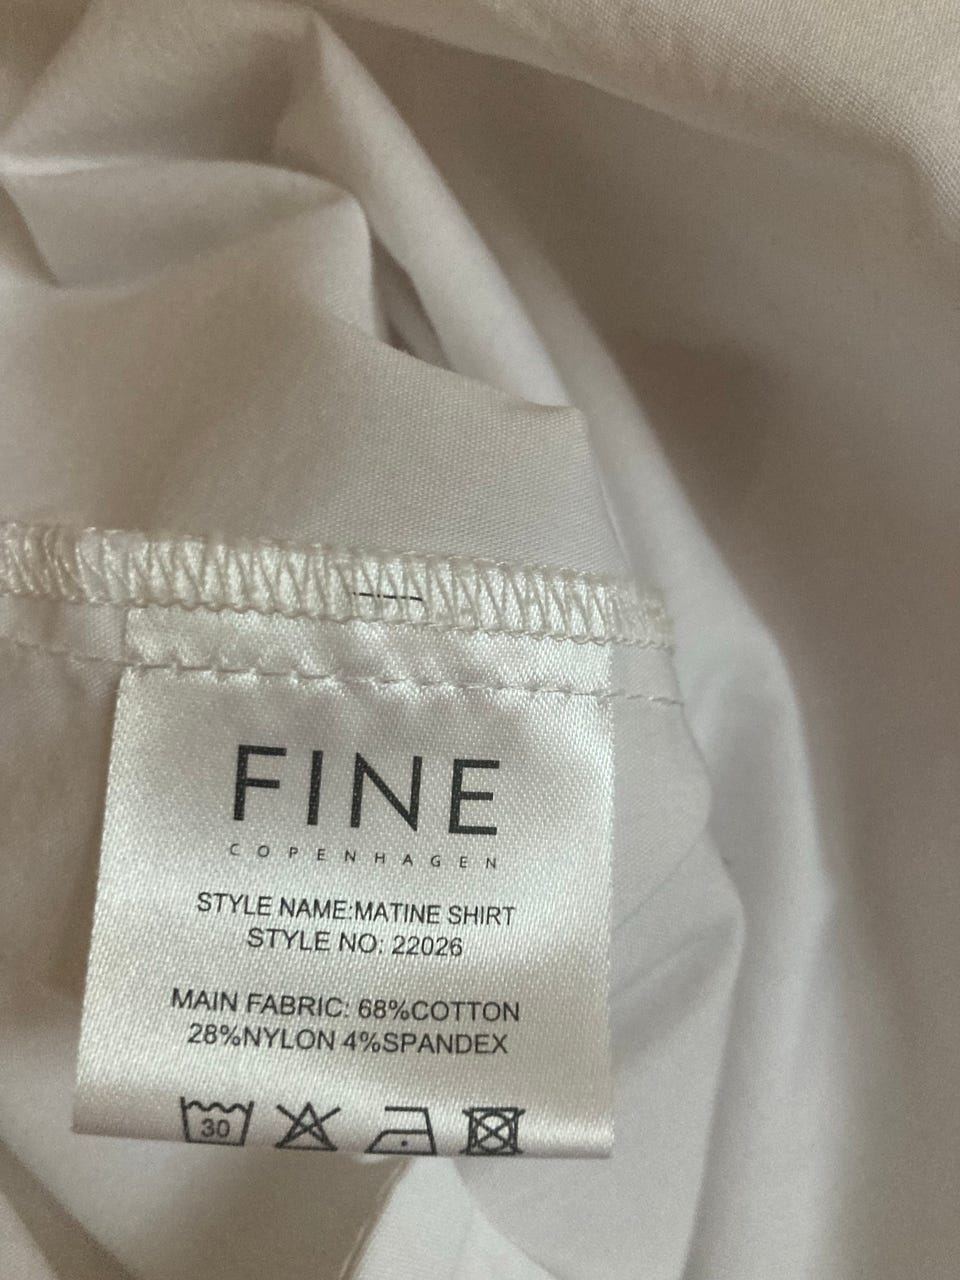 FINE
COPENHAGEN
STYLE NAME:MATINE SHIRT
STYLE NO: 22026
MAIN FABRIC: 68%COTTON
28%NYLON 4%SPANDEX
30